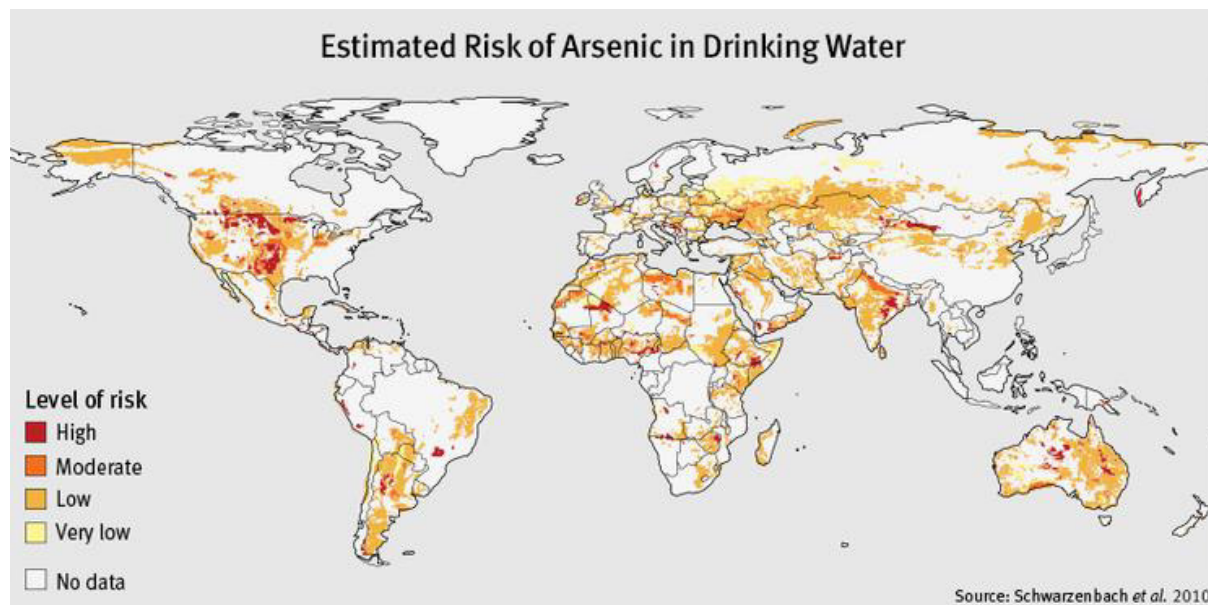 Estimated Risk of Arsenic in Drinking Water
Level of risk
High
Moderate
Low
Very low
No data
Source: Schwarzenbach et al. 2010